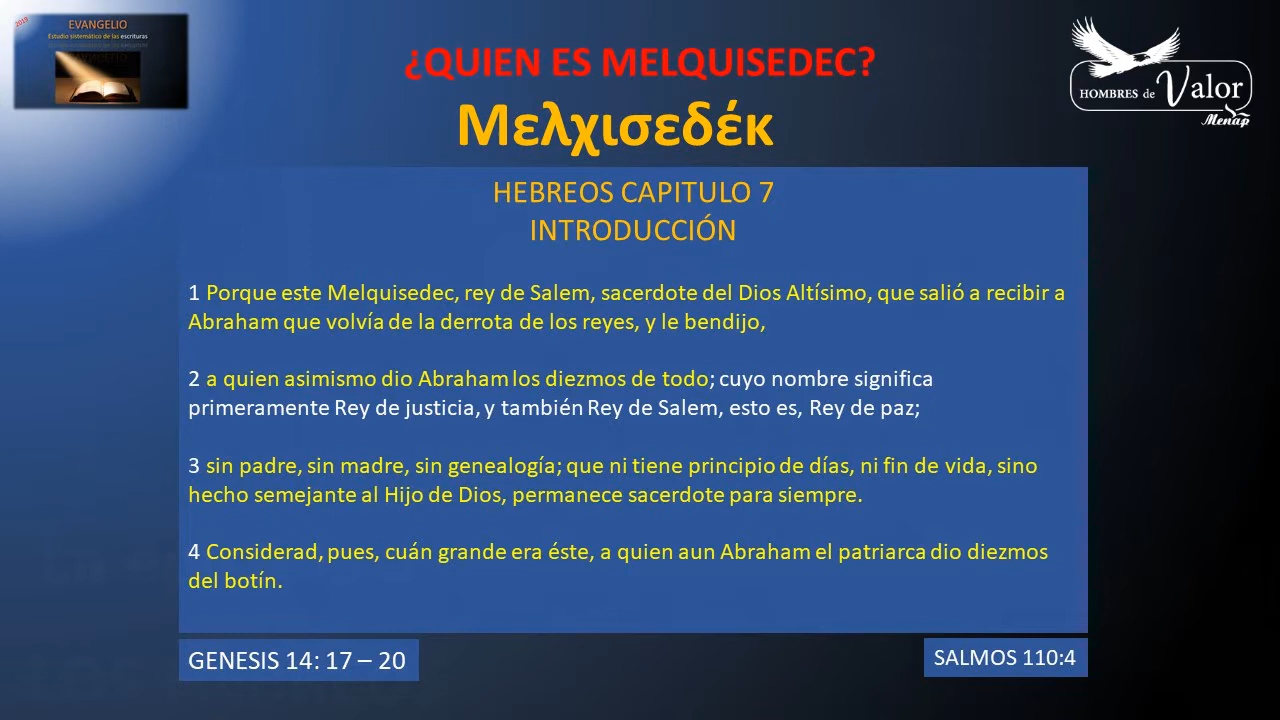 2019
EVANGELIO
Estudio sistemático de las escrituras
¿QUIEN ES MELQUISEDEC?
Μελχισεδέκ
HOMBRES de Valor
Menap
HEBREOS CAPITULO 7
INTRODUCCIÓN
1 Porque este Melquisedec, rey de Salem, sacerdote del Dios Altísimo, que salió a recibir a
Abraham que volvía de la derrota de los reyes, y le bendijo,
2 a quien asimismo dio Abraham los diezmos de todo; cuyo nombre significa
primeramente Rey de justicia, y también Rey de Salem, esto es, Rey de paz;
3 sin padre, sin madre, sin genealogía; que ni tiene principio de días, ni fin de vida, sino
hecho semejante al Hijo de Dios, permanece sacerdote para siempre.
4 Considerad, pues, cuán grande era éste, a quien aun Abraham el patriarca dio diezmos
del botín.
GENESIS 14: 17 – 20
SALMOS 110:4